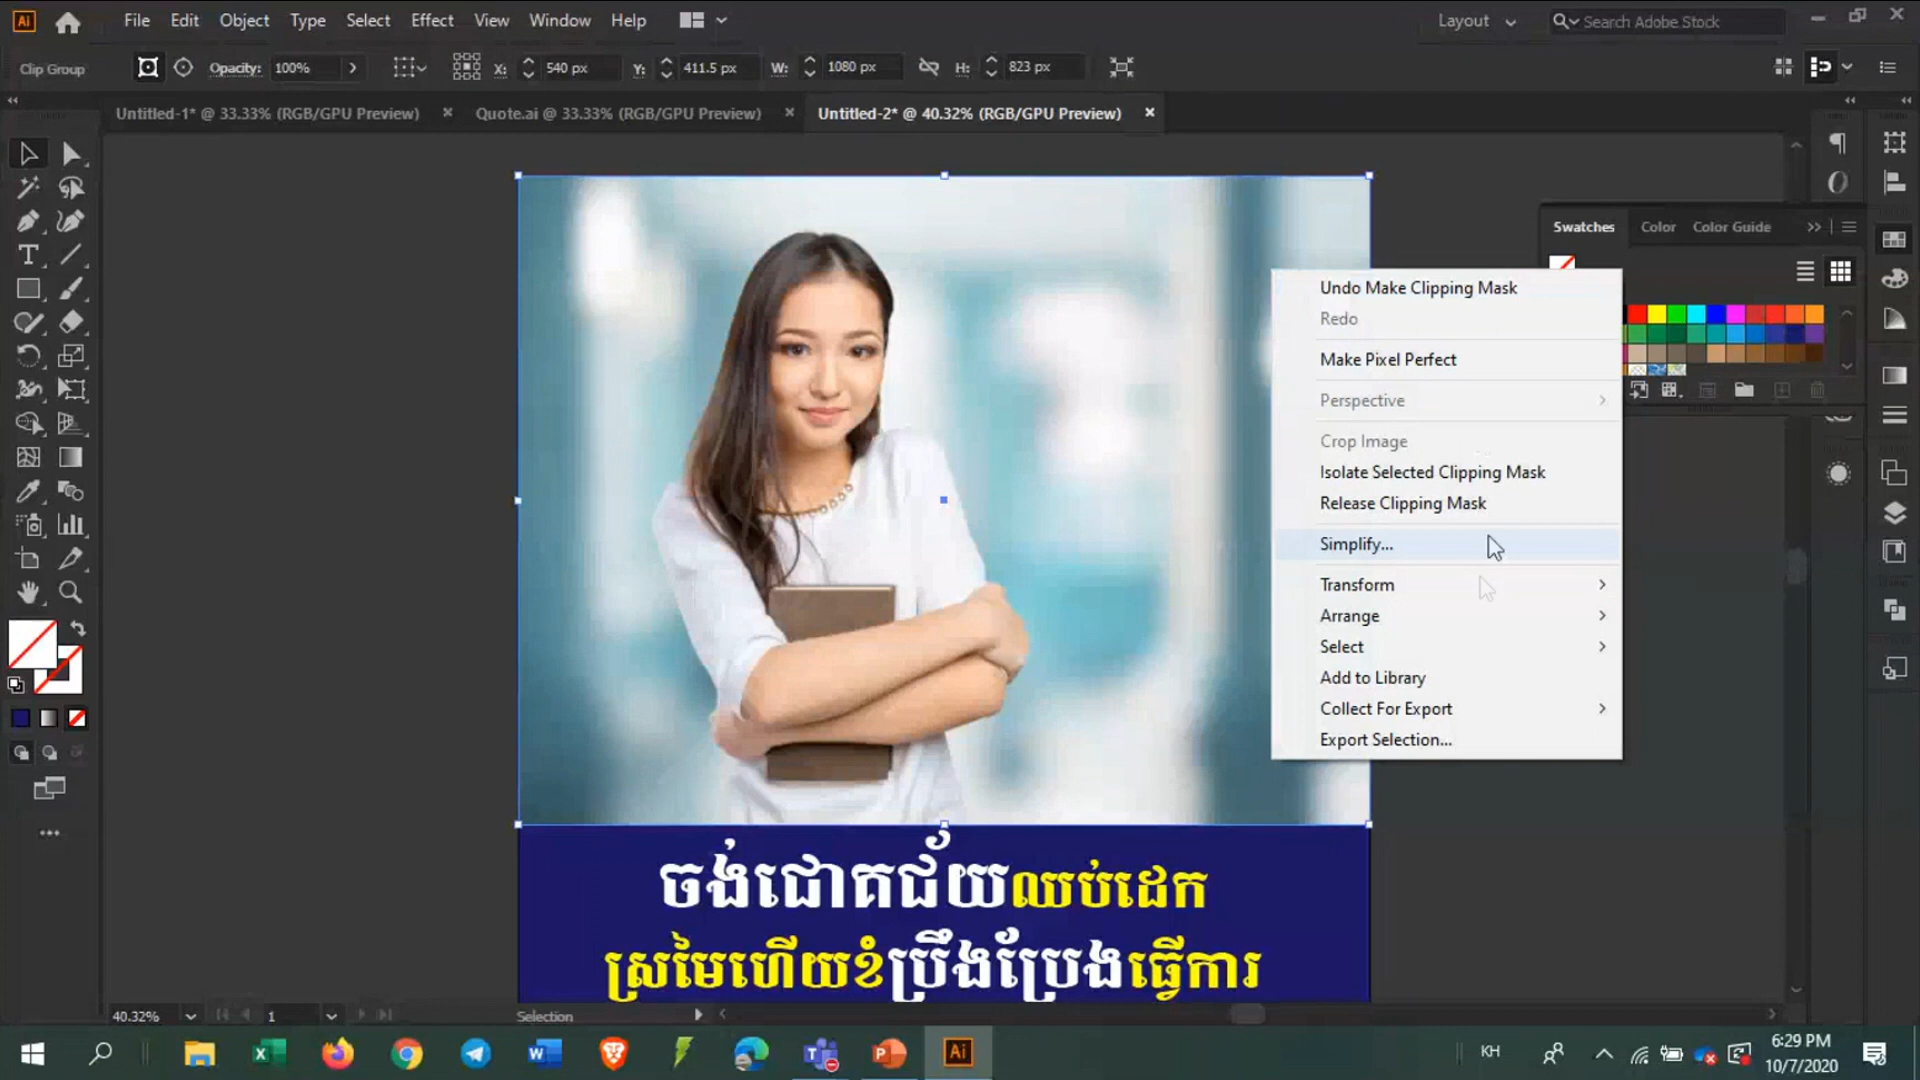 Ai File Edit Object Type Select Effect View Window Help Layout Search Adobe Stock
Clip Group Opacity: 100% X: 540 px Y: 411.5 px W: 1080 px H: 823 px
Untitled-1* @ 33.33% (RGB/GPU Preview) Quote.ai @ 33.33% (RGB/GPU Preview) Untitled-2* @ 40.32% (RGB/GPU Preview)
Swatches Color Color Guide
Undo Make Clipping Mask
Redo
Make Pixel Perfect
Perspective
Crop Image
Isolate Selected Clipping Mask
Release Clipping Mask
Simplify...
Transform
Arrange
Select
Add to Library
Collect For Export
Export Selection...
ចង់ជោគជ័យឈប់ដេក
ស្រមៃហើយខំប្រឹងប្រែងធ្វើការ
40.32% 1 Selection
KH 6:29 PM
10/7/2020